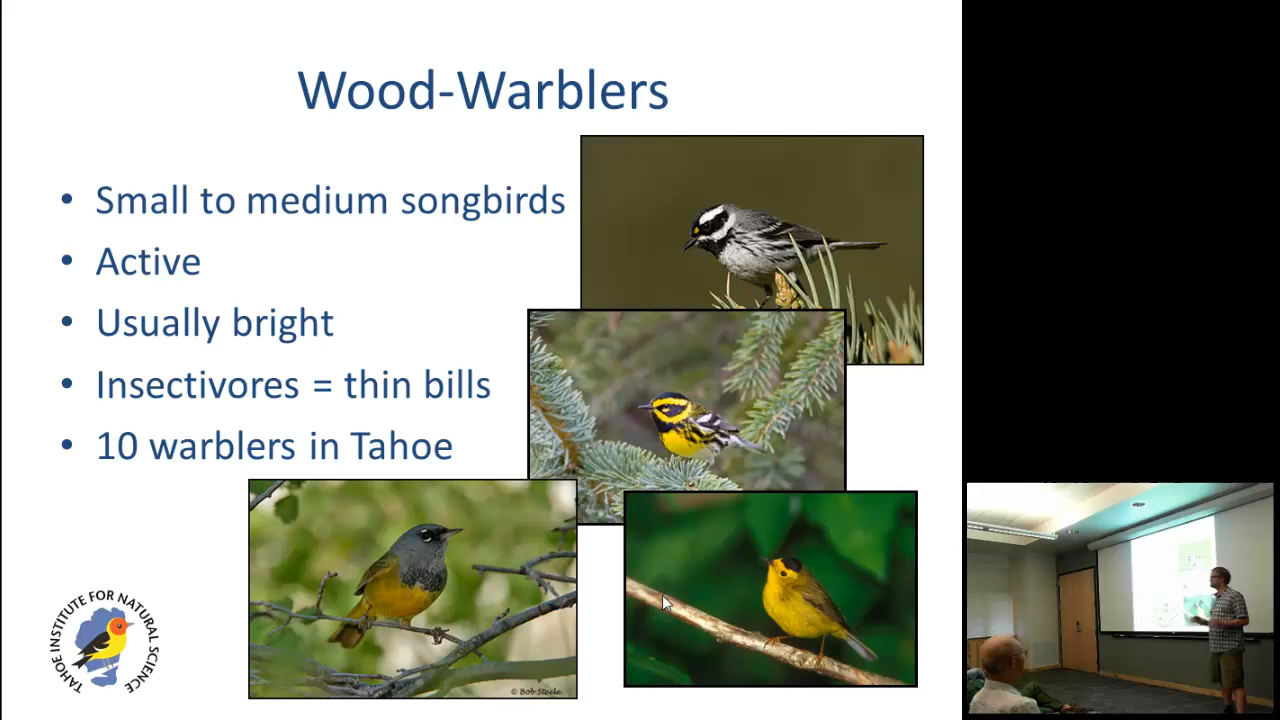 Wood-Warblers
• Small to medium songbirds
• Active
• Usually bright
• Insectivores = thin bills
• 10 warblers in Tahoe
© Bob Steele
TAHOE INSTITUTE FOR NATURAL SCIENCE